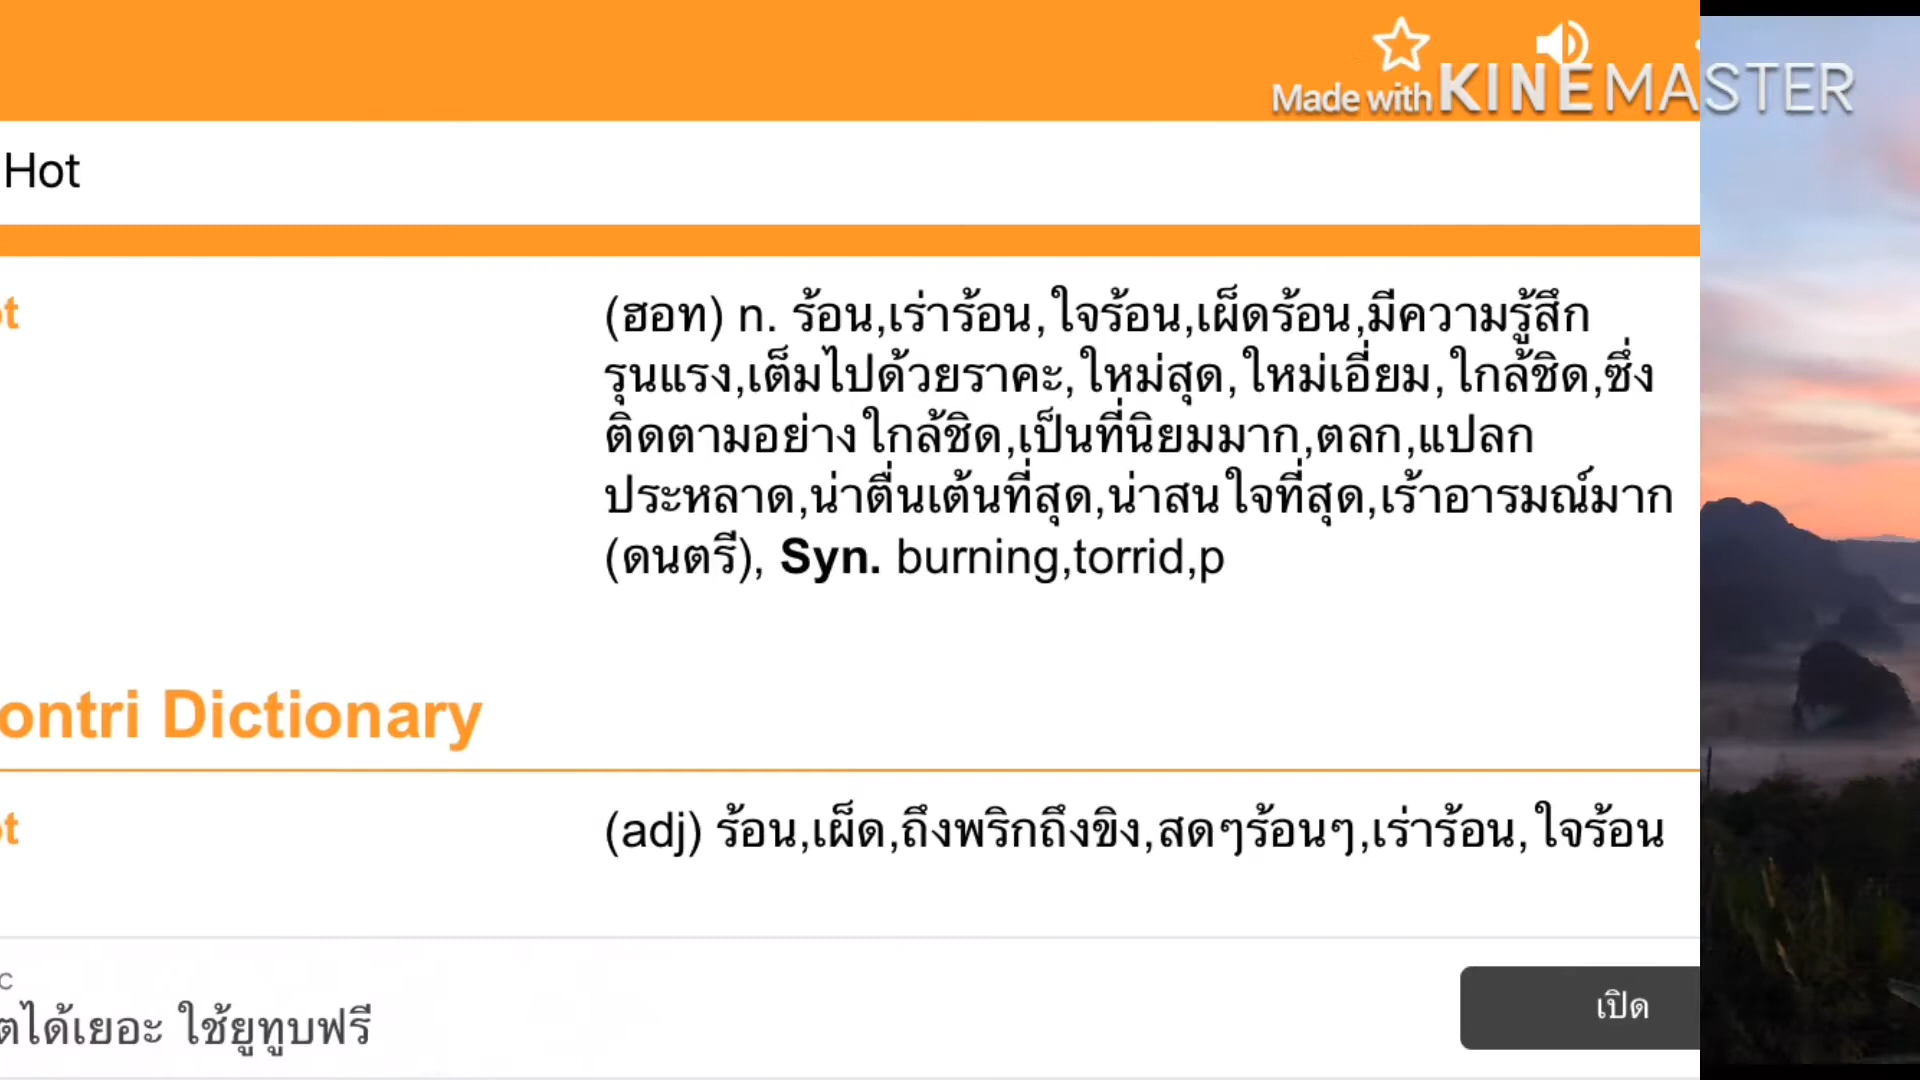 Made with KINEMASTER
Hot
(ฮอท) n. ร้อน,เร่าร้อน,ใจร้อน,เผ็ดร้อน,มีความรู้สึก
รุนแรง,เต็มไปด้วยราคะ,ใหม่สุด,ใหม่เอี่ยม,ใกล้ชิด,ซึ่ง
ติดตามอย่างใกล้ชิด,เป็นที่นิยมมาก,ตลก,แปลก
ประหลาด,น่าตื่นเต้นที่สุด,น่าสนใจที่สุด,เร้าอารมณ์มาก
(ดนตรี), Syn. burning,torrid,p
ontri Dictionary
ot
(adj) ร้อน,เผ็ด,ถึงพริกถึงขิง,สดๆร้อนๆ,เร่าร้อน,ใจร้อน
c
ตได้เยอะ ใช้ยูทูบฟรี
เปิด